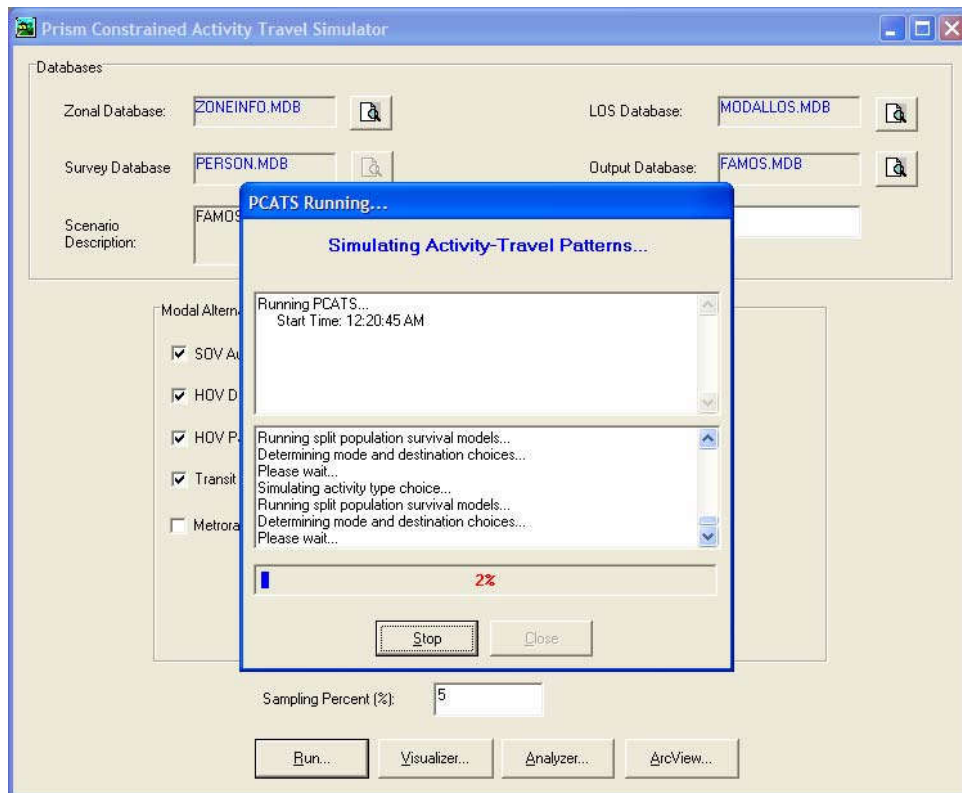 Prism Constrained Activity Travel Simulator
Databases
Zonal Database: ZONEINFO.MDB
LOS Database: MODALLOS.MDB
Survey Database PERSON.MDB
Output Database: FAMOS.MDB
Scenario Description: FAMOS
PCATS Running...
Simulating Activity-Travel Patterns...
Running PCATS...
Start Time: 12:20:45 AM
Running split population survival models...
Determining mode and destination choices...
Please wait...
Simulating activity type choice...
Running split population survival models...
Determining mode and destination choices...
Please wait...
2%
Stop
Close
Modal Altern
SOV Au
HOV D
HOV Pa
Transit
Metrora
Sampling Percent (%): 5
Run...
Visualizer...
Analyzer...
ArcView...